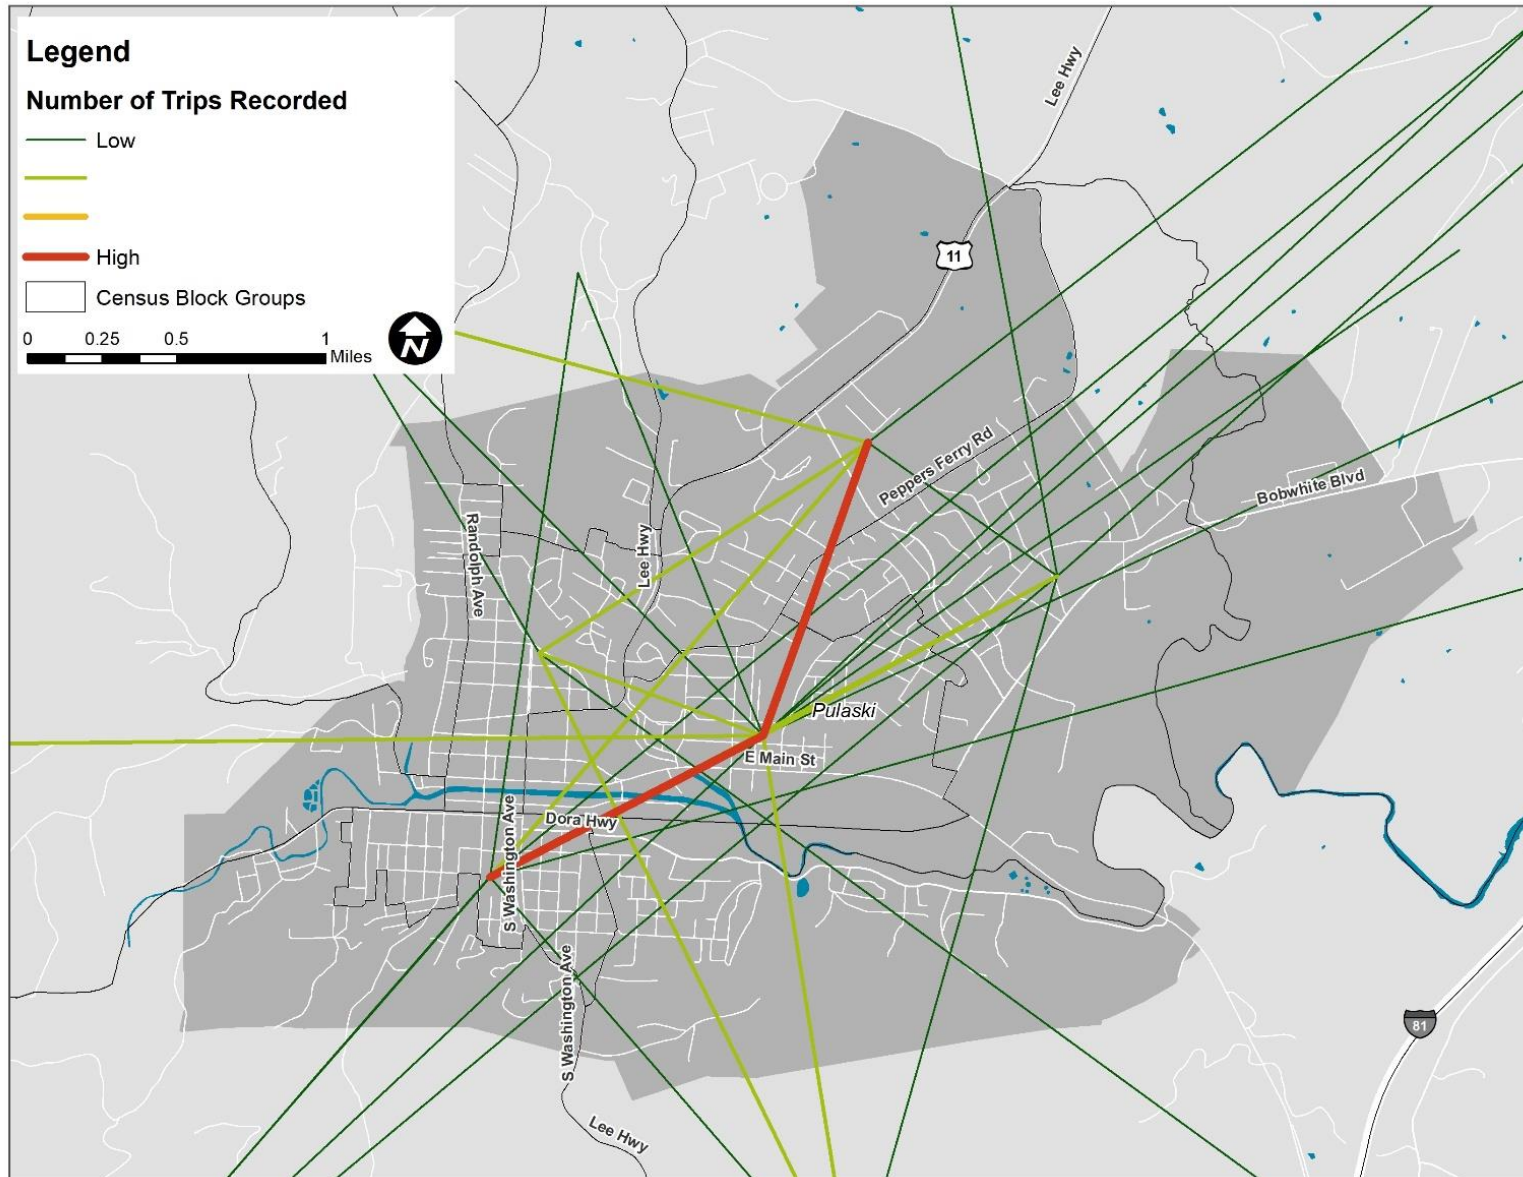 Legend
Number of Trips Recorded
Low
High
Census Block Groups
0 0.25 0.5 1
Miles
N
Lee Hwy
11
Peppers Ferry Rd
Bobwhite Blvd
Randolph Ave
Lee Hwy
Pulaski
E Main St
Dora Hwy
S Washington Ave
S Washington Ave
81
Lee Hwy